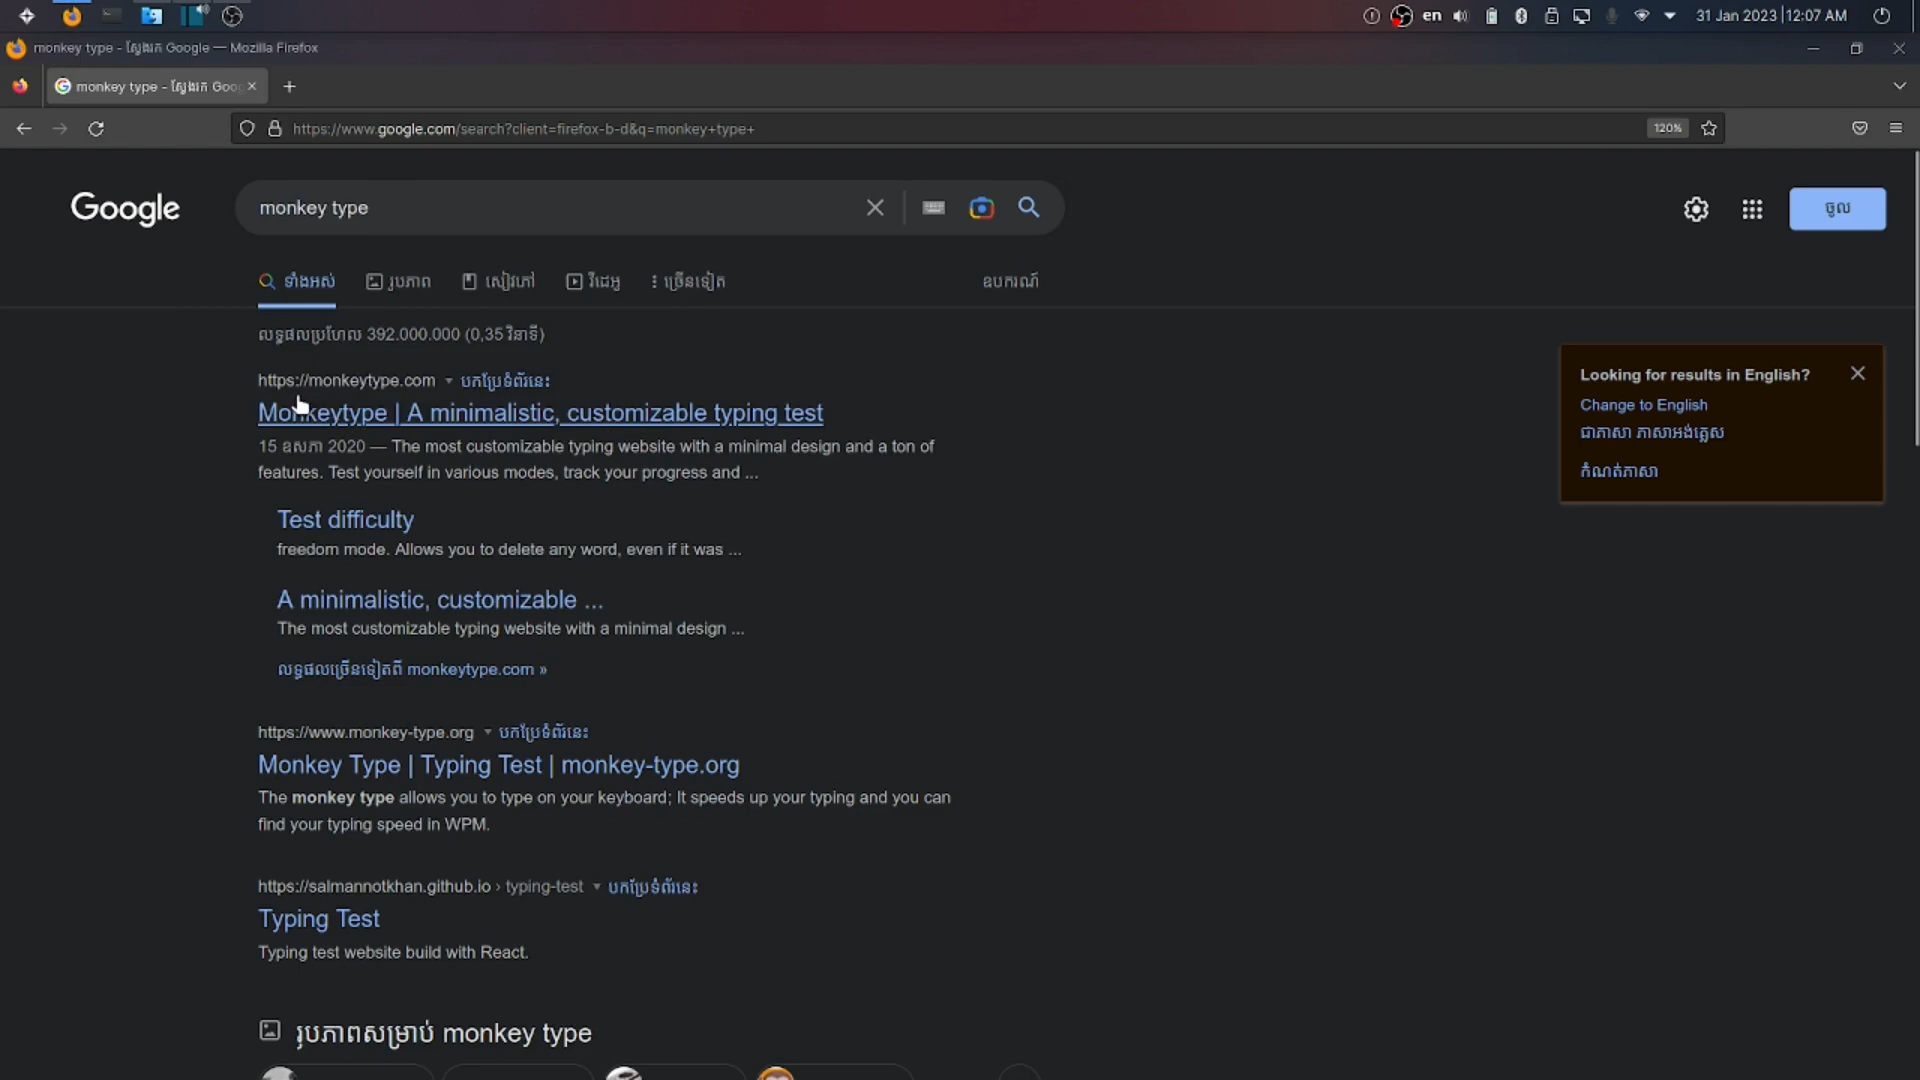 en
31 Jan 2023 | 12:07 AM
monkey type - ស្វែងរក Google — Mozilla Firefox
monkey type - ស្វែងរក Goog
https://www.google.com/search?client=firefox-b-d&q=monkey+type+
120%
Google
monkey type
ចូល
ទាំងអស់
រូបភាព
សៀវភៅ
វីដេអូ
ច្រើនទៀត
ឧបករណ៍
លទ្ធផលប្រហែល 392.000.000 (0,35 វិនាទី)
https://monkeytype.com
បកប្រែ​ទំព័រ​នេះ
Monkeytype | A minimalistic, customizable typing test
15 ឧសភា 2020 — The most customizable typing website with a minimal design and a ton of
features. Test yourself in various modes, track your progress and ...
Looking for results in English?
Change to English
ជាភាសា ភាសាអង់គ្លេស
កំណត់ភាសា
Test difficulty
freedom mode. Allows you to delete any word, even if it was ...
A minimalistic, customizable ...
The most customizable typing website with a minimal design ...
លទ្ធផលច្រើនទៀតពី monkeytype.com »
https://www.monkey-type.org
បកប្រែទំព័រនេះ
Monkey Type | Typing Test | monkey-type.org
The monkey type allows you to type on your keyboard; It speeds up your typing and you can
find your typing speed in WPM.
https://salmannotkhan.github.io › typing-test
បកប្រែទំព័រនេះ
Typing Test
Typing test website build with React.
រូបភាពសម្រាប់ monkey type